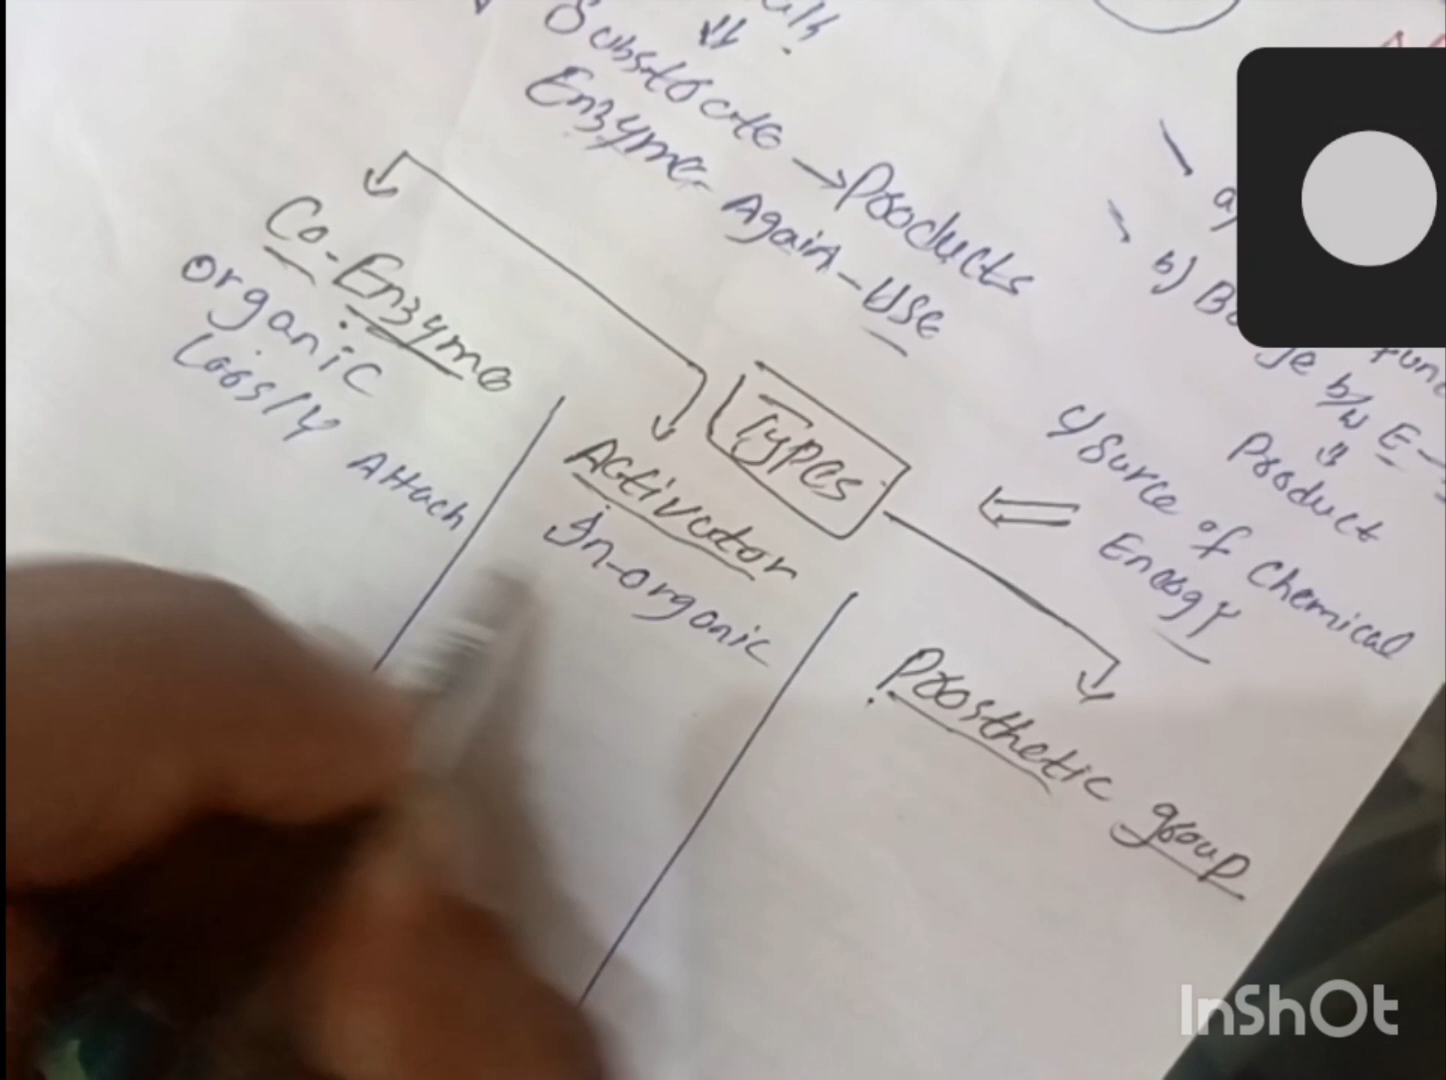 Substrate → Products
Enzyme Again-Use
Co-Enzyme
organic
Loosly Attach
Types
Activator
In-organic
Prosthetic group
b)
b/w E
Product
c) Surce of Chemical
Energy
InShOt